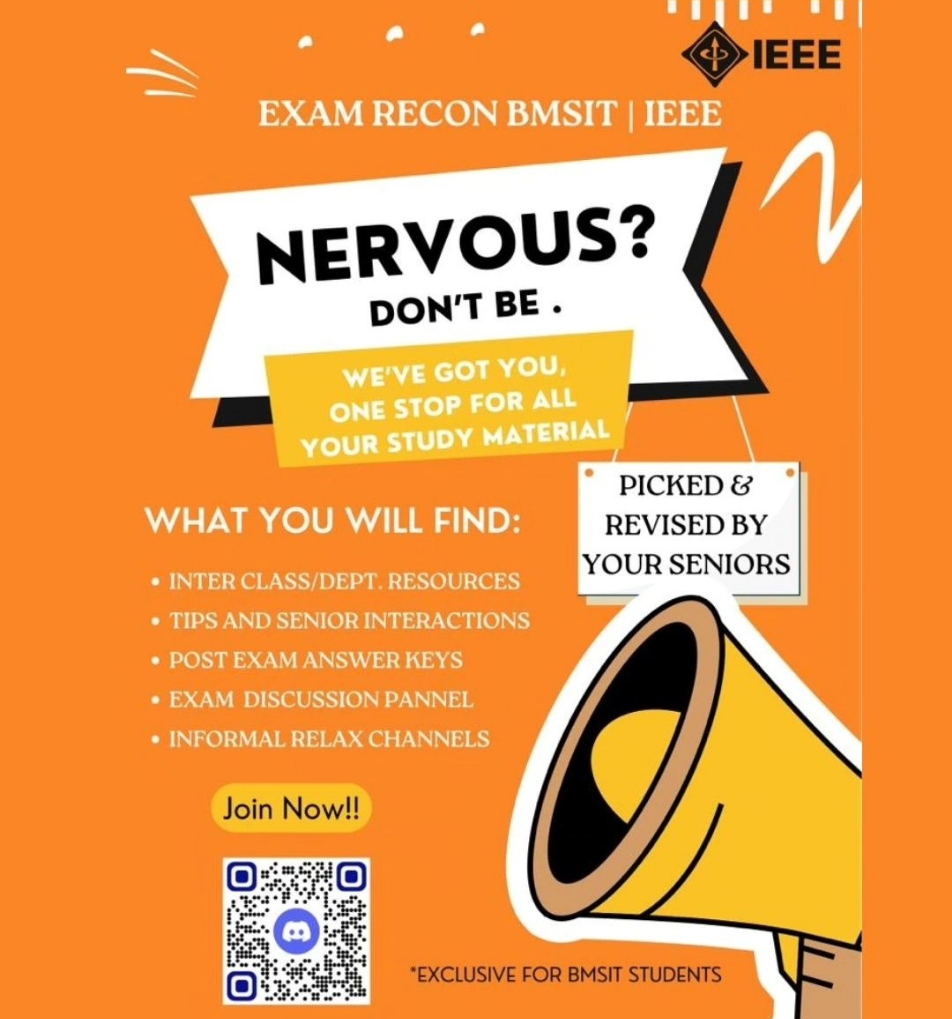 IEEE
EXAM RECON BMSIT | IEEE
NERVOUS?
DON'T BE .
WE'VE GOT YOU,
ONE STOP FOR ALL
YOUR STUDY MATERIAL
PICKED &
REVISED BY
YOUR SENIORS
WHAT YOU WILL FIND:
• INTER CLASS/DEPT. RESOURCES
• TIPS AND SENIOR INTERACTIONS
• POST EXAM ANSWER KEYS
• EXAM DISCUSSION PANNEL
• INFORMAL RELAX CHANNELS
Join Now!!
*EXCLUSIVE FOR BMSIT STUDENTS